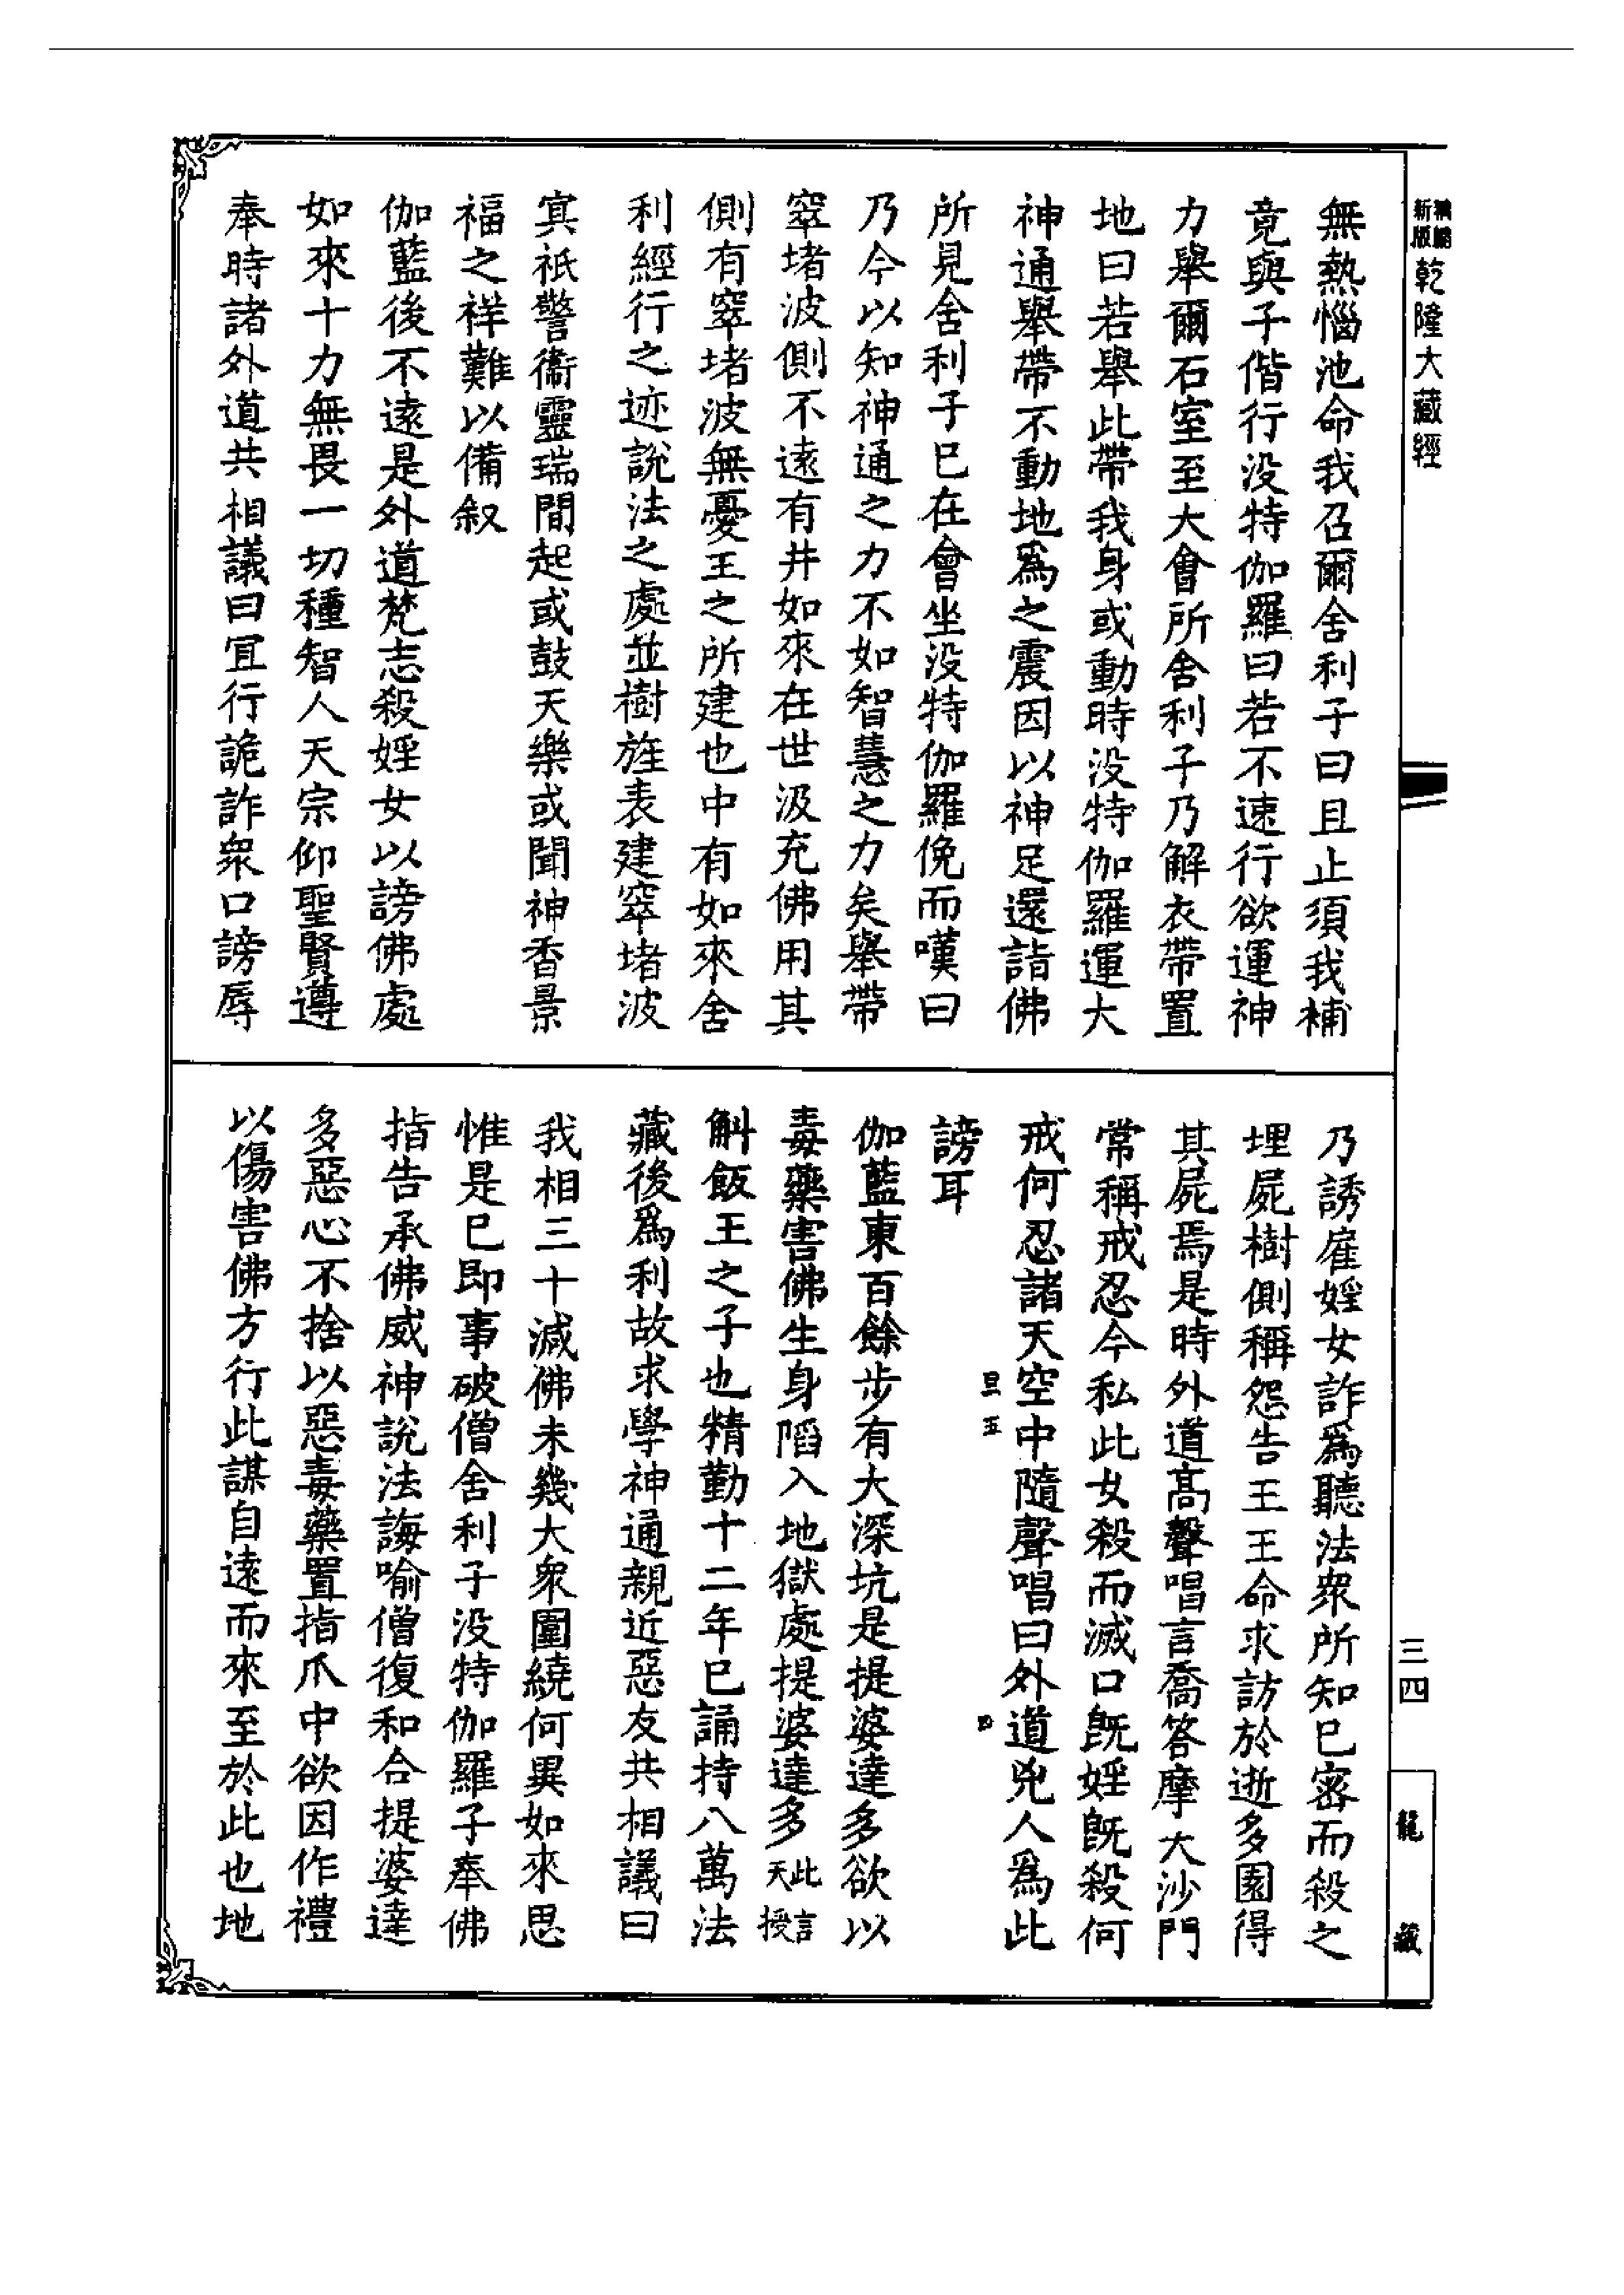 新版
乾隆大藏經
三四
龍藏
無熱惱池命我召爾舍利子曰且止須我補
竟與子偕行没特伽羅曰若不速行欲運神
力舉爾石室至大會所舍利子乃解衣帶置
地曰若舉此帶我身或動時没特伽羅運大
神通舉帶不動地爲之震因以神足還詣佛
所見舍利子已在會坐没特伽羅俛而嘆曰
乃今以知神通之力不如智慧之力矣舉帶
窣堵波側不遠有井如來在世汲充佛用其
側有窣堵波無憂王之所建也中有如來舍
利經行之迹說法之處並樹旌表建窣堵波
冥祇警衞靈瑞間起或鼓天樂或聞神香景
福之祥難以備叙
伽藍後不遠是外道梵志殺婬女以謗佛處
如來十力無畏一切種智人天宗仰聖賢遵
奉時諸外道共相議曰宜行詭詐衆口謗辱
乃誘雇婬女詐爲聽法衆所知已密而殺之
埋屍樹側稱怨告王王命求訪於逝多園得
其屍焉是時外道高聲唱言喬答摩大沙門
常稱戒忍今私此女殺而滅口旣婬旣殺何
戒何忍諸天空中隨聲唱曰外道兇人爲此
謗耳
伽藍東百餘步有大深坑是提婆達多欲以
毒藥害佛生身陷入地獄處提婆達多此言天授
斛飯王之子也精勤十二年已誦持八萬法
藏後爲利故求學神通親近惡友共相議曰
我相三十減佛未幾大衆圍繞何異如來思
惟是已即事破僧舍利子没特伽羅子奉佛
指告承佛威神說法誨喻僧復和合提婆達
多惡心不捨以惡毒藥置指爪中欲因作禮
以傷害佛方行此謀自遠而來至於此也地